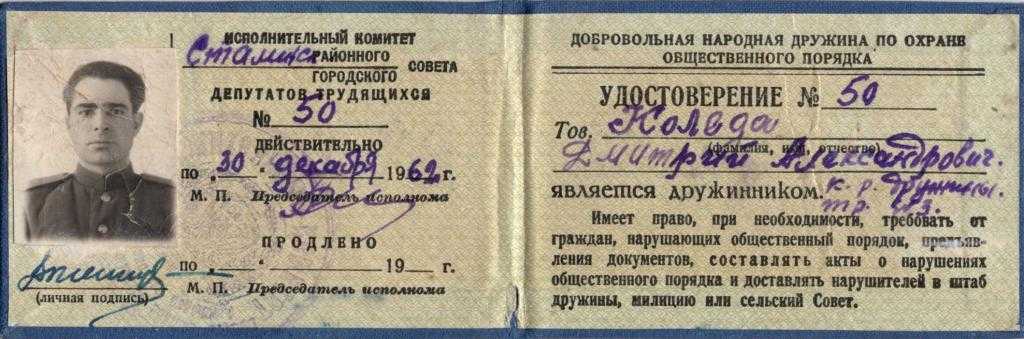 ИСПОЛНИТЕЛЬНЫЙ КОМИТЕТ
Сталинск РАЙОННОГО
ГОРОДСКОГО СОВЕТА
ДЕПУТАТОВ ТРУДЯЩИХСЯ
№ 50
ДЕЙСТВИТЕЛЬНО
по „30“ декабря 1962 г.
М. П. Председатель исполкома
ПРОДЛЕНО
по „ “ 19 г.
М. П. Председатель исполкома
(личная подпись)
ДОБРОВОЛЬНАЯ НАРОДНАЯ ДРУЖИНА ПО ОХРАНЕ
ОБЩЕСТВЕННОГО ПОРЯДКА
УДОСТОВЕРЕНИЕ № 50
Тов. Коляда
(фамилия, имя, отчество)
Дмитрий Александрович.
является дружинником. к. р. дружины
Имеет право, при необходимости, требовать от
граждан, нарушающих общественный порядок, предъяв-
ления документов, составлять акты о нарушениях
общественного порядка и доставлять нарушителей в штаб
дружины, милицию или сельский Совет.